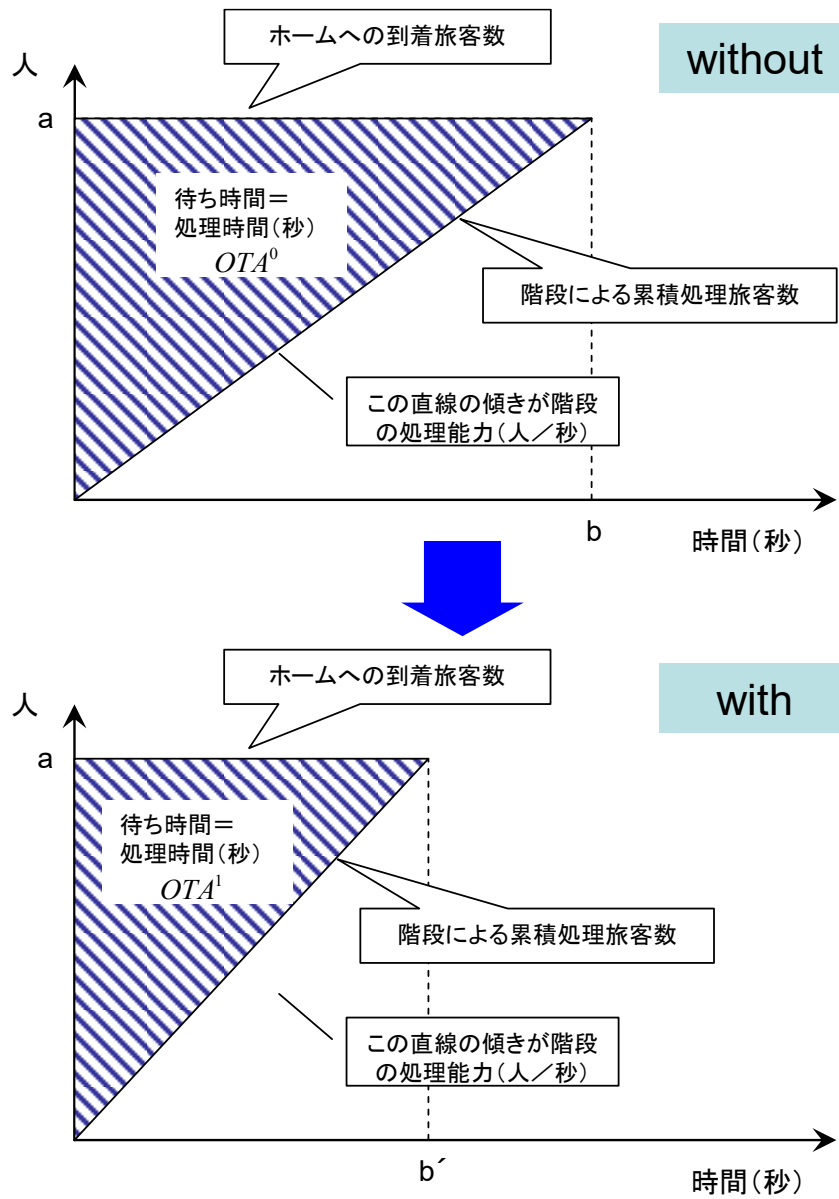 ホームへの到着旅客数
without
人
a
待ち時間=
処理時間(秒)
OTA⁰
階段による累積処理旅客数
この直線の傾きが階段
の処理能力(人/秒)
b
時間(秒)
ホームへの到着旅客数
with
人
a
待ち時間=
処理時間(秒)
OTA¹
階段による累積処理旅客数
この直線の傾きが階段
の処理能力(人/秒)
b´
時間(秒)